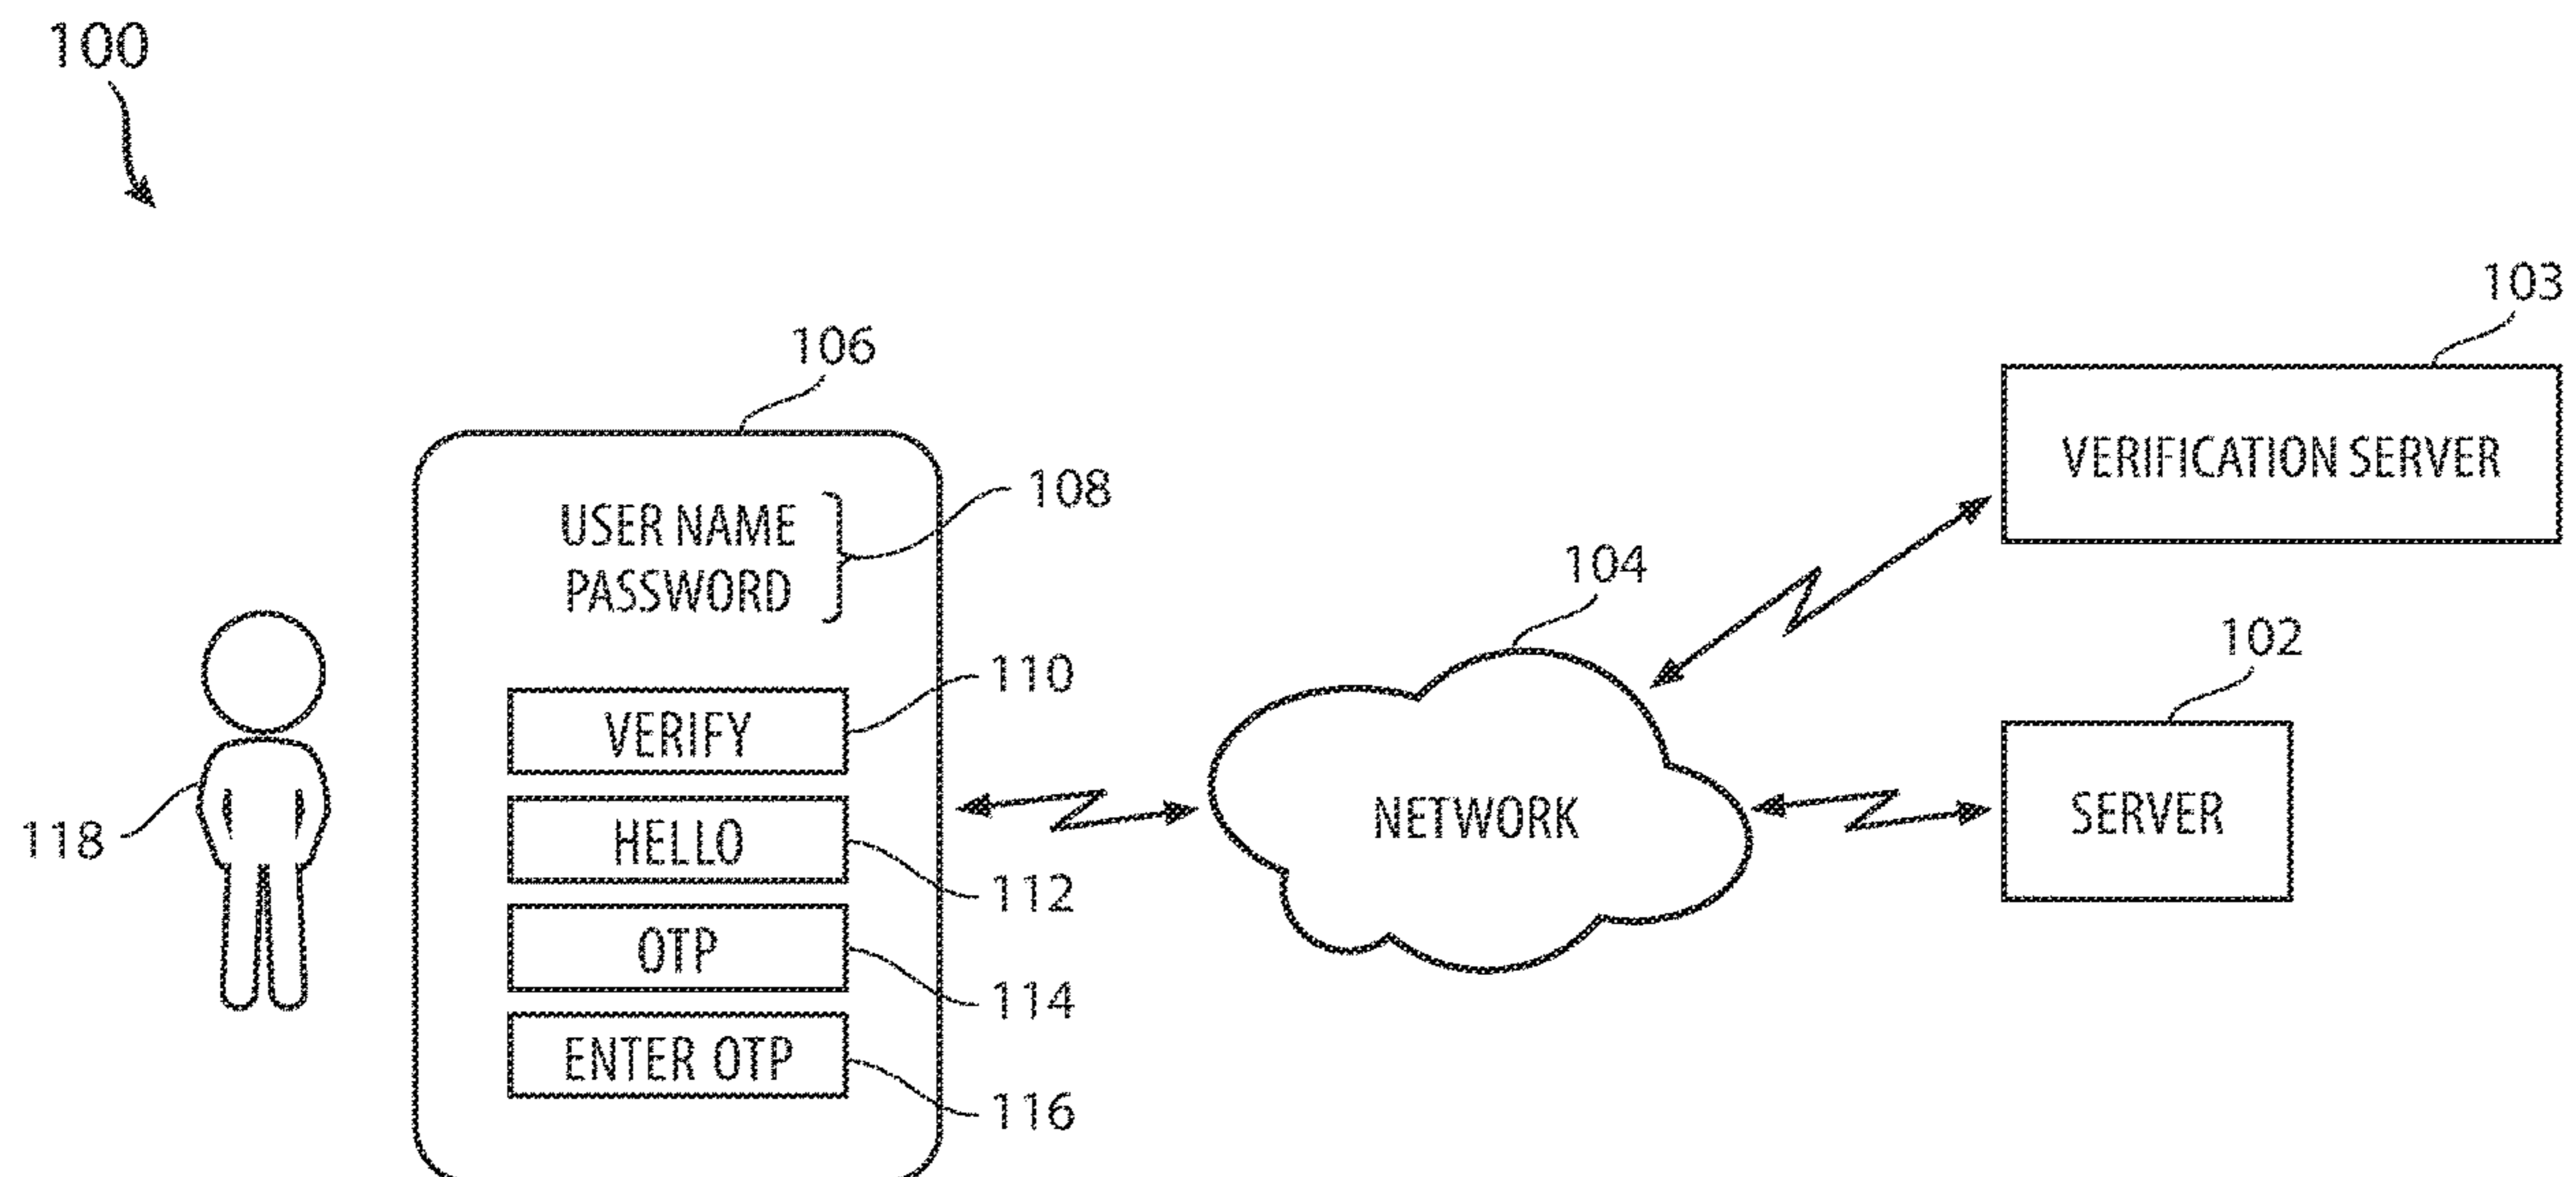 100
103
106
VERIFICATION SERVER
108
USER NAME
PASSWORD
104
102
110
VERIFY
NETWORK
SERVER
118
HELLO
112
OTP
114
ENTER OTP
116